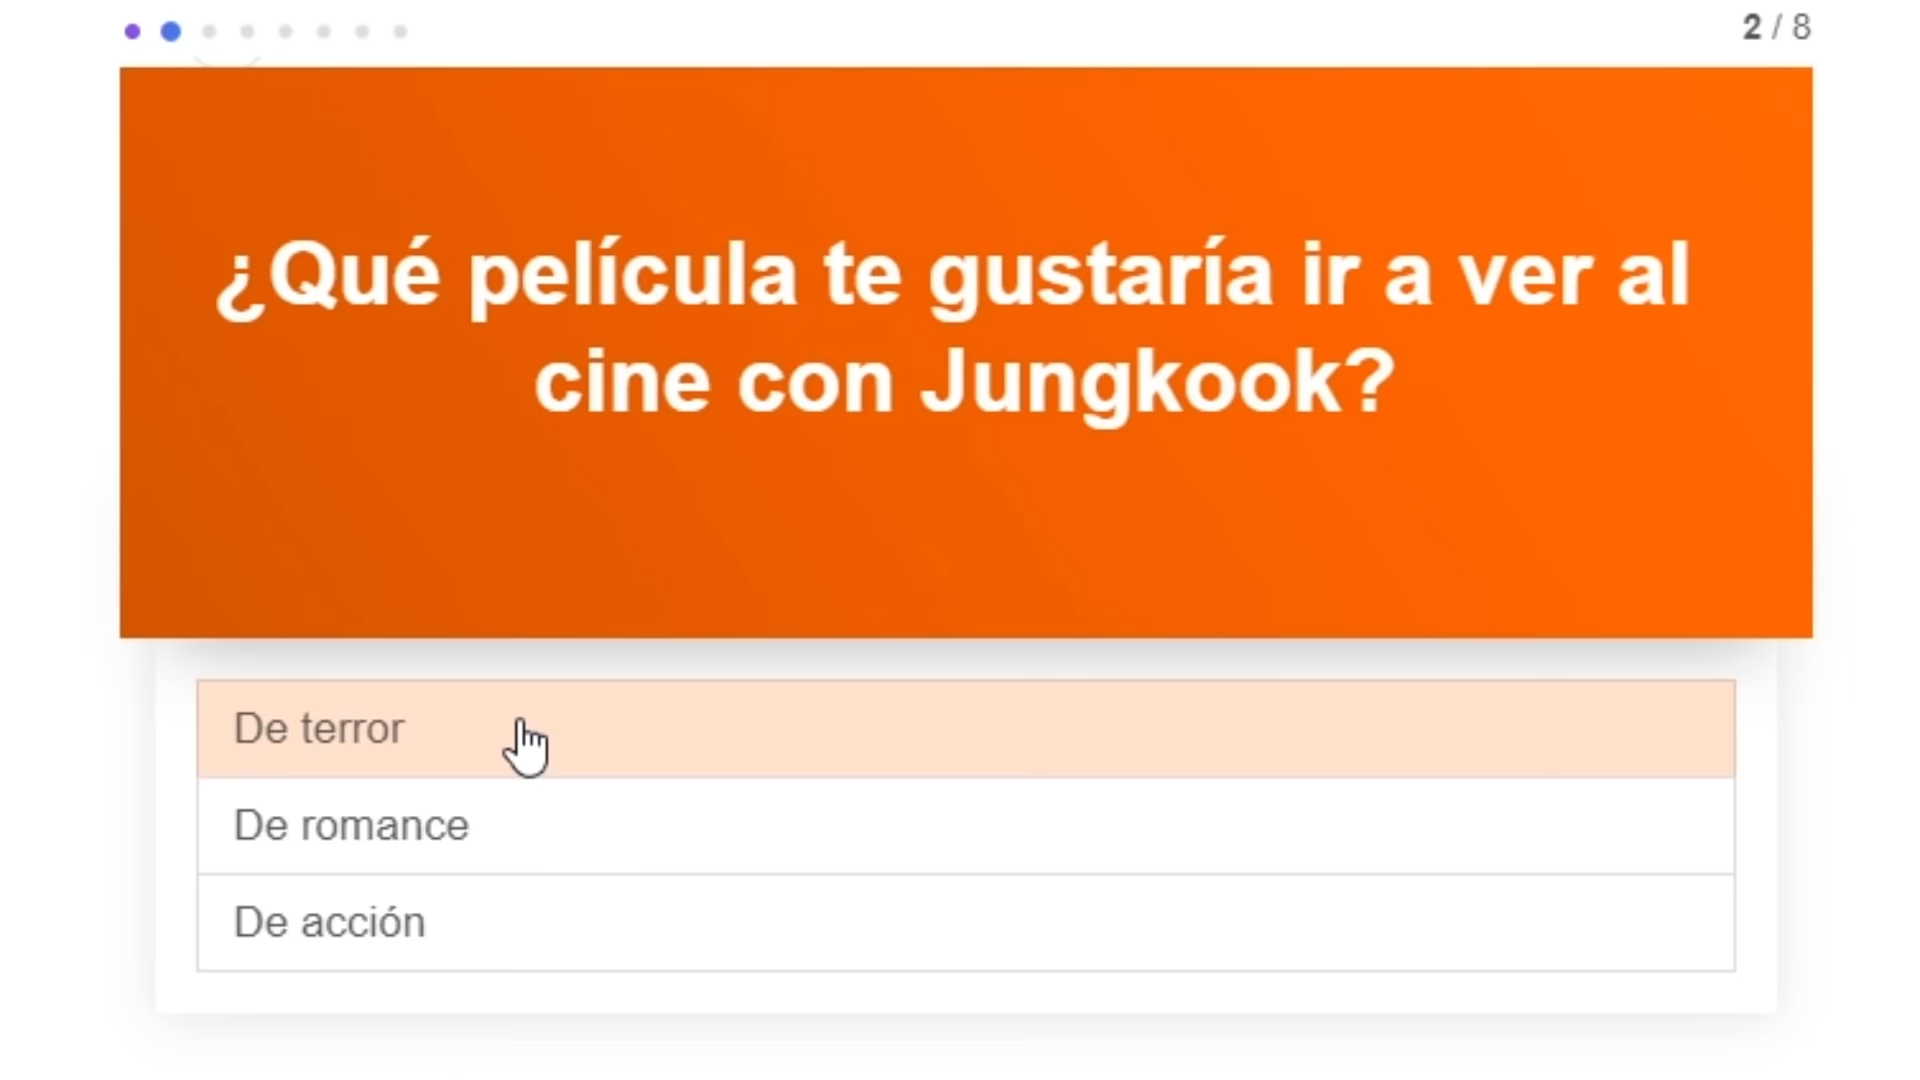 2 / 8
¿Qué película te gustaría ir a ver al
cine con Jungkook?
De terror
De romance
De acción